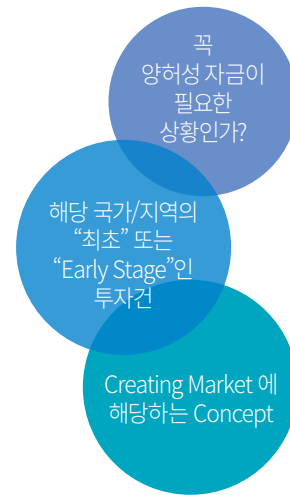 꼭
양허성 자금이
필요한
상황인가?
해당 국가/지역의
“최초” 또는
“Early Stage”인
투자건
Creating Market 에
해당하는 Concept